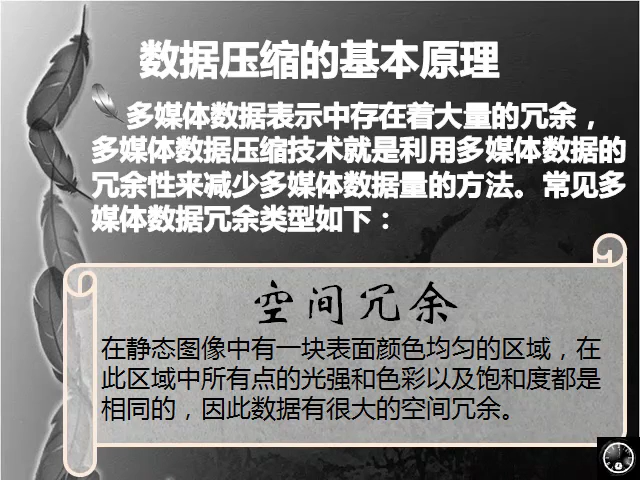 数据压缩的基本原理
多媒体数据表示中存在着大量的冗余，
多媒体数据压缩技术就是利用多媒体数据的
冗余性来减少多媒体数据量的方法。常见多
媒体数据冗余类型如下：
空间冗余
在静态图像中有一块表面颜色均匀的区域，在
此区域中所有点的光强和色彩以及饱和度都是
相同的，因此数据有很大的空间冗余。